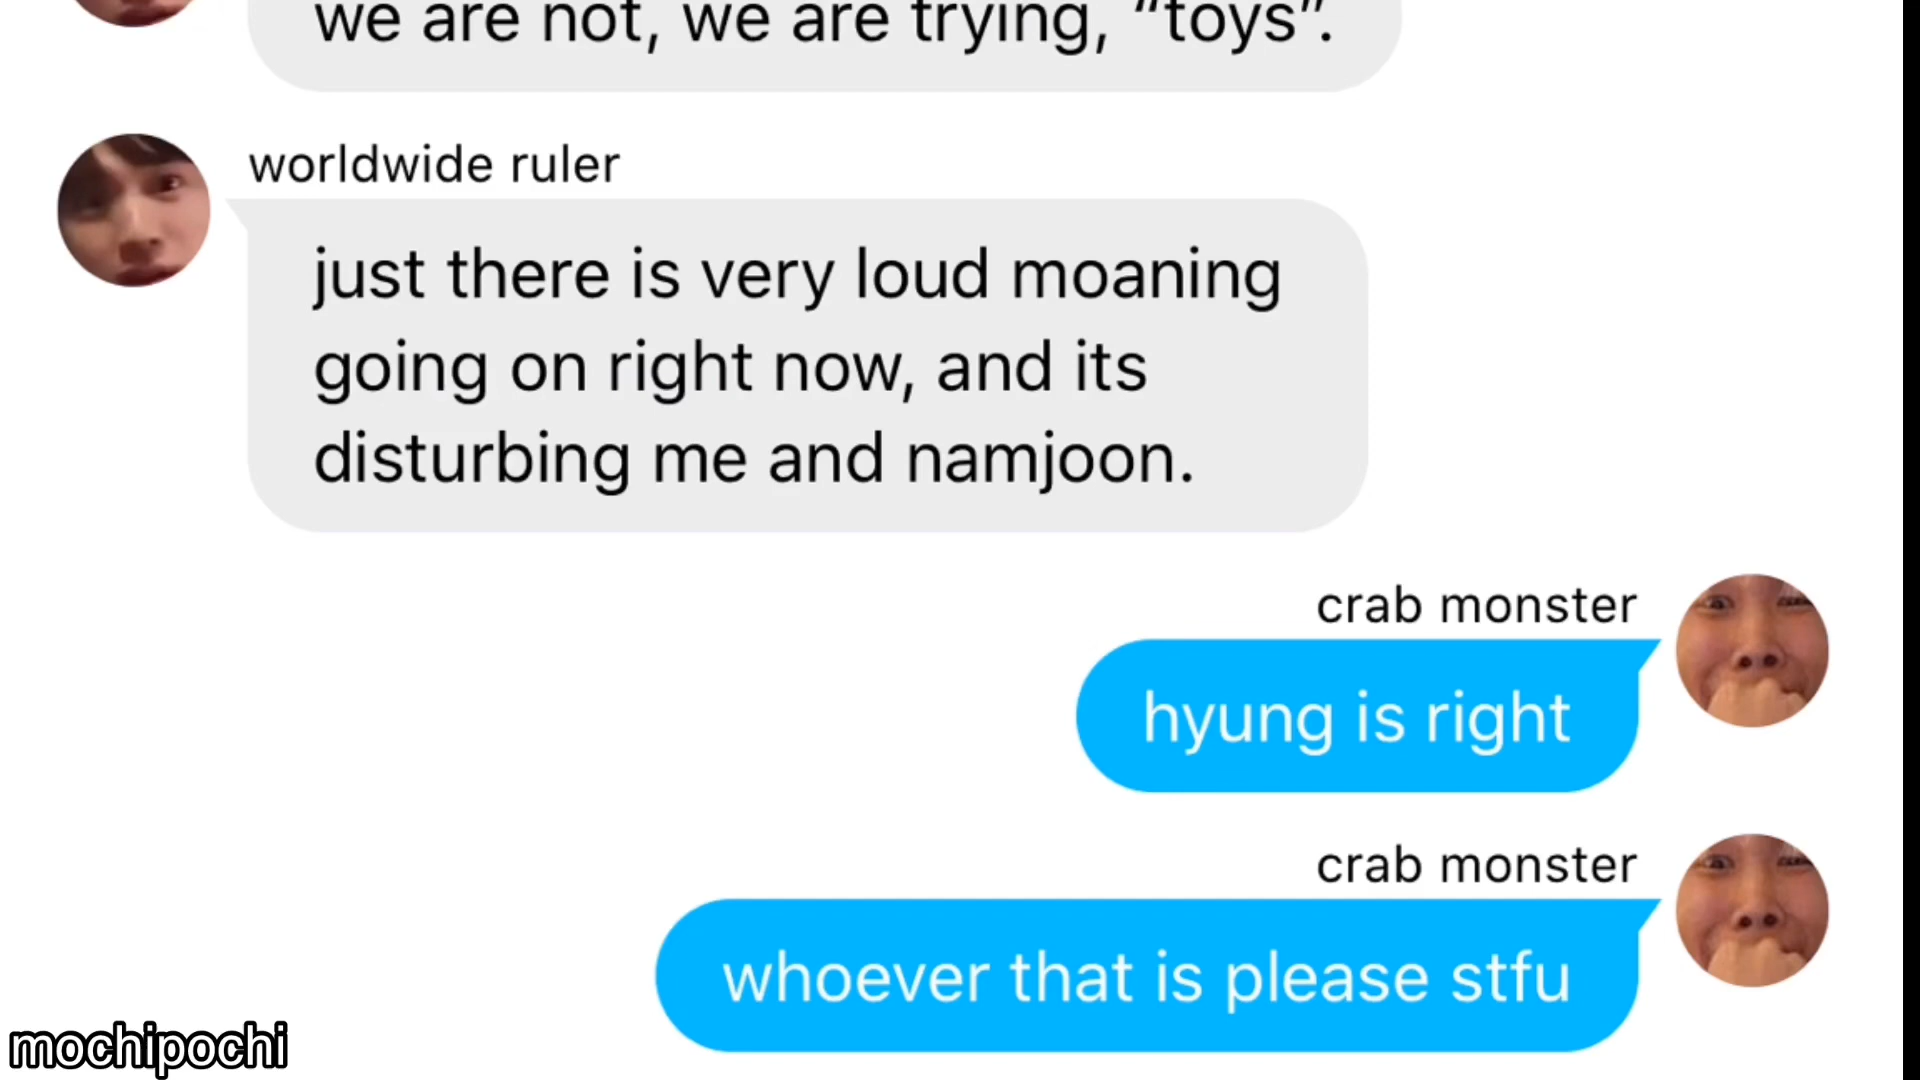 we are not, we are trying, “toys”.
worldwide ruler
just there is very loud moaning
going on right now, and its
disturbing me and namjoon.
crab monster
hyung is right
crab monster
whoever that is please stfu
mochipochi